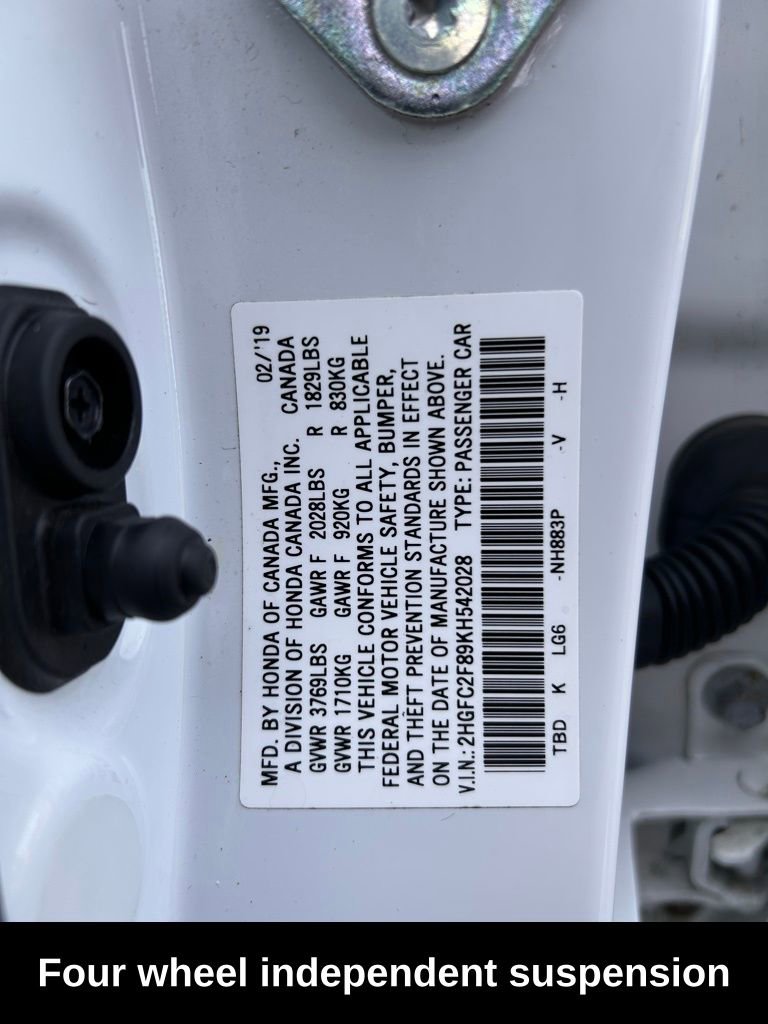 MFD. BY HONDA OF CANADA MFG., 02/'19
A DIVISION OF HONDA CANADA INC. CANADA
GVWR 3769LBS GAWR F 2028LBS R 1829LBS
GVWR 1710KG GAWR F 920KG R 830KG
THIS VEHICLE CONFORMS TO ALL APPLICABLE
FEDERAL MOTOR VEHICLE SAFETY, BUMPER,
AND THEFT PREVENTION STANDARDS IN EFFECT
ON THE DATE OF MANUFACTURE SHOWN ABOVE.
V.I.N.: 2HGFC2F89KH542028 TYPE: PASSENGER CAR
TBD K LG6 -NH883P -V -H
Four wheel independent suspension